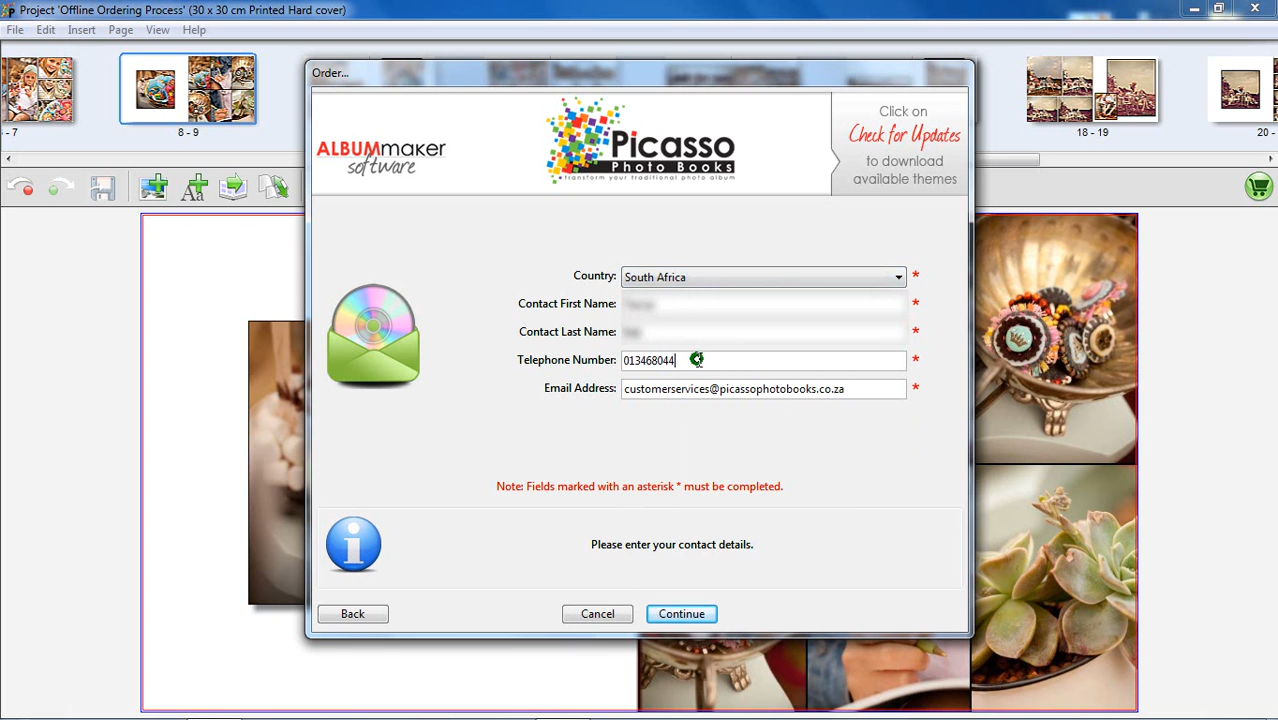 Project 'Offline Ordering Process' (30 x 30 cm Printed Hard cover)
File Edit Insert Page View Help
- 7
8 - 9
18 - 19
20 -
Order...
ALBUMmaker
software
Picasso
Photo Books
transform your traditional photo album
Click on
Check for Updates
to download
available themes
Country: South Africa *
Contact First Name: *
Contact Last Name: *
Telephone Number: 013468044 *
Email Address: customerservices@picassophotobooks.co.za *
Note: Fields marked with an asterisk * must be completed.
Please enter your contact details.
Back Cancel Continue